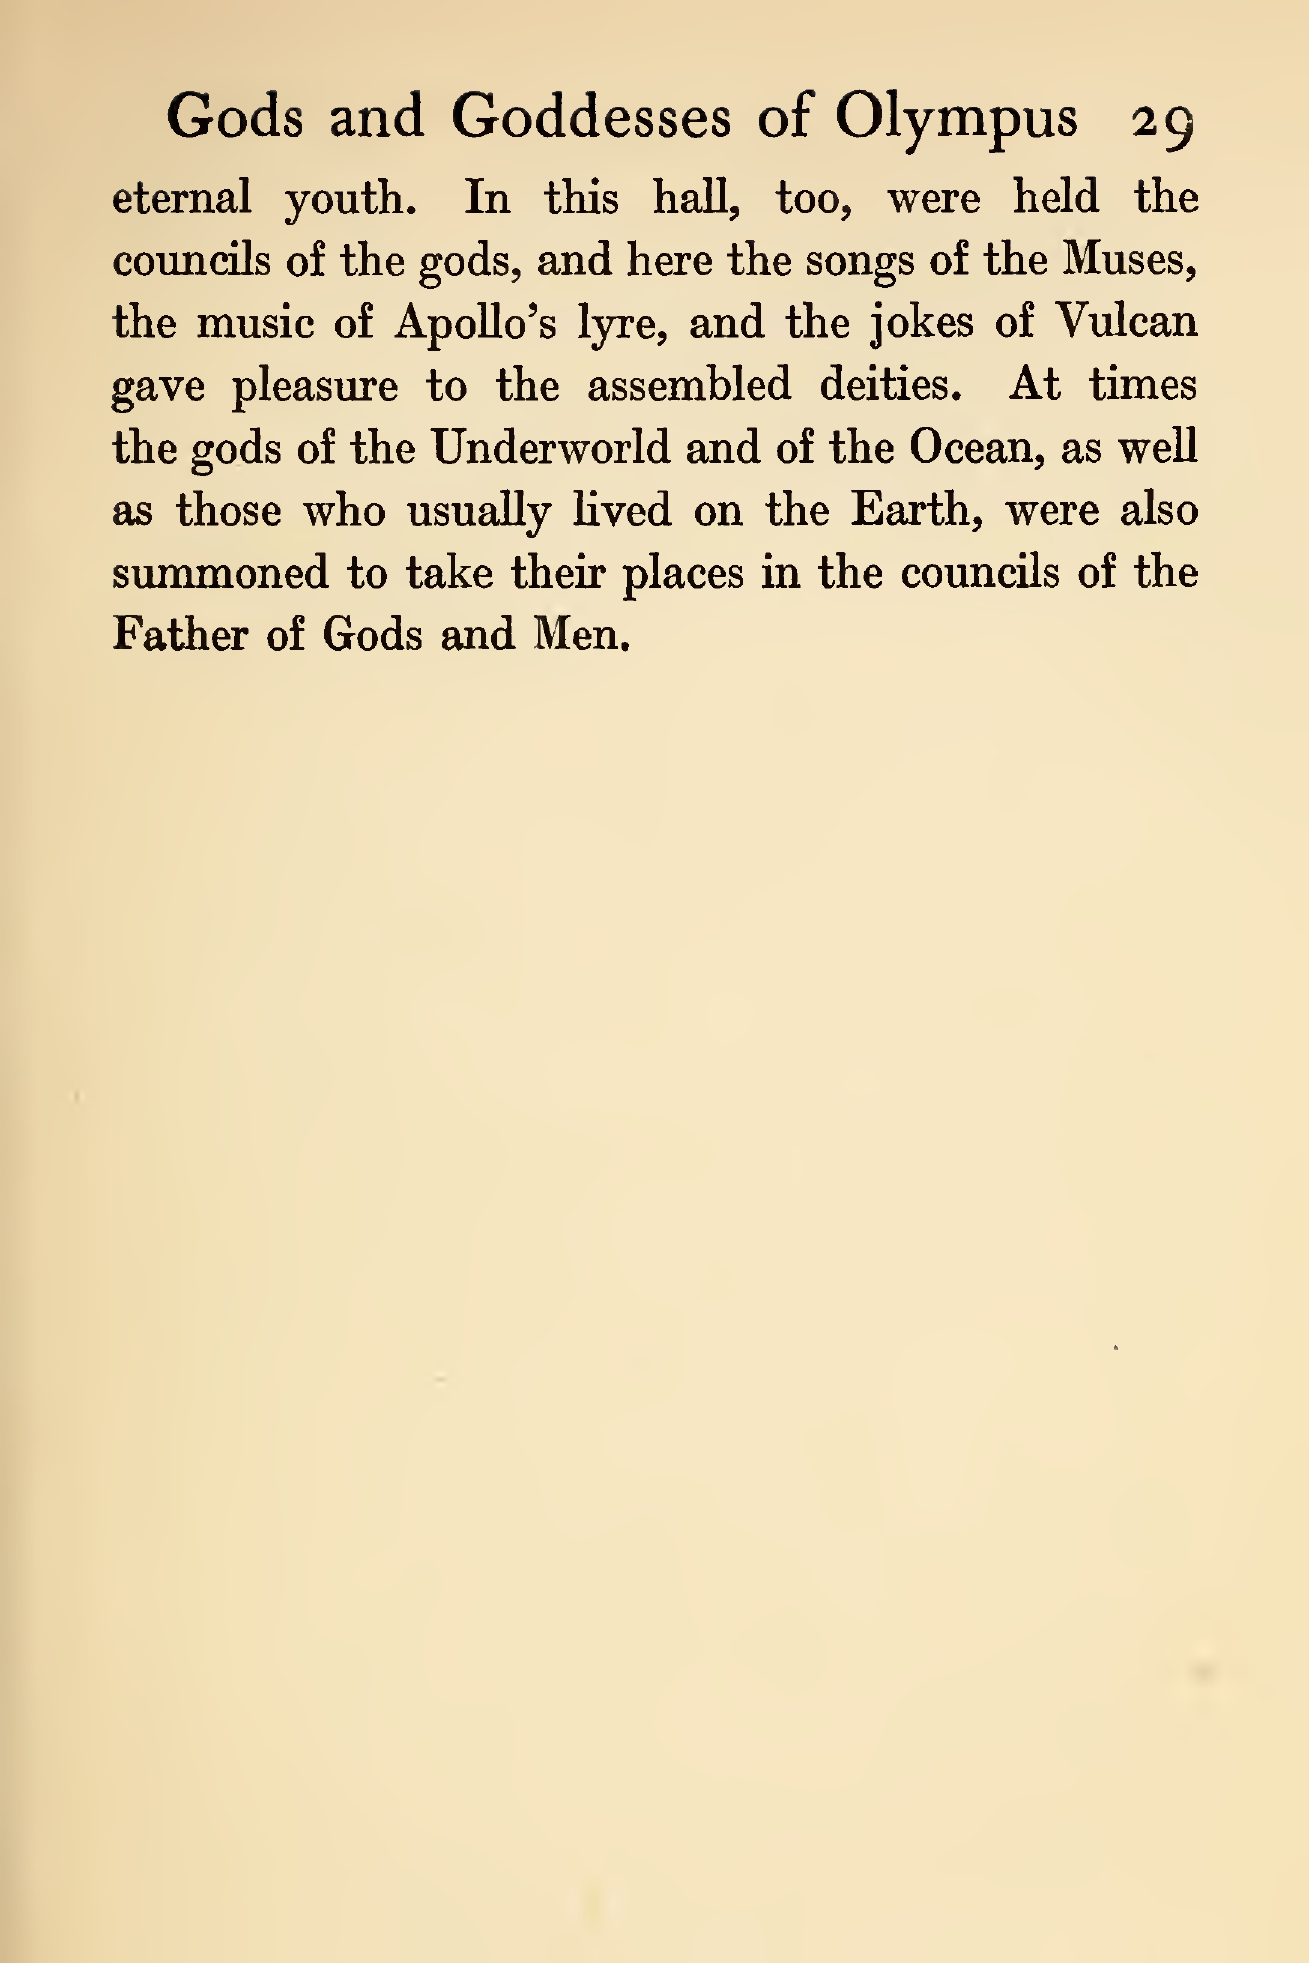 Gods and Goddesses of Olympus 29
eternal youth. In this hall, too, were held the
councils of the gods, and here the songs of the Muses,
the music of Apollo's lyre, and the jokes of Vulcan
gave pleasure to the assembled deities. At times
the gods of the Underworld and of the Ocean, as well
as those who usually lived on the Earth, were also
summoned to take their places in the councils of the
Father of Gods and Men.